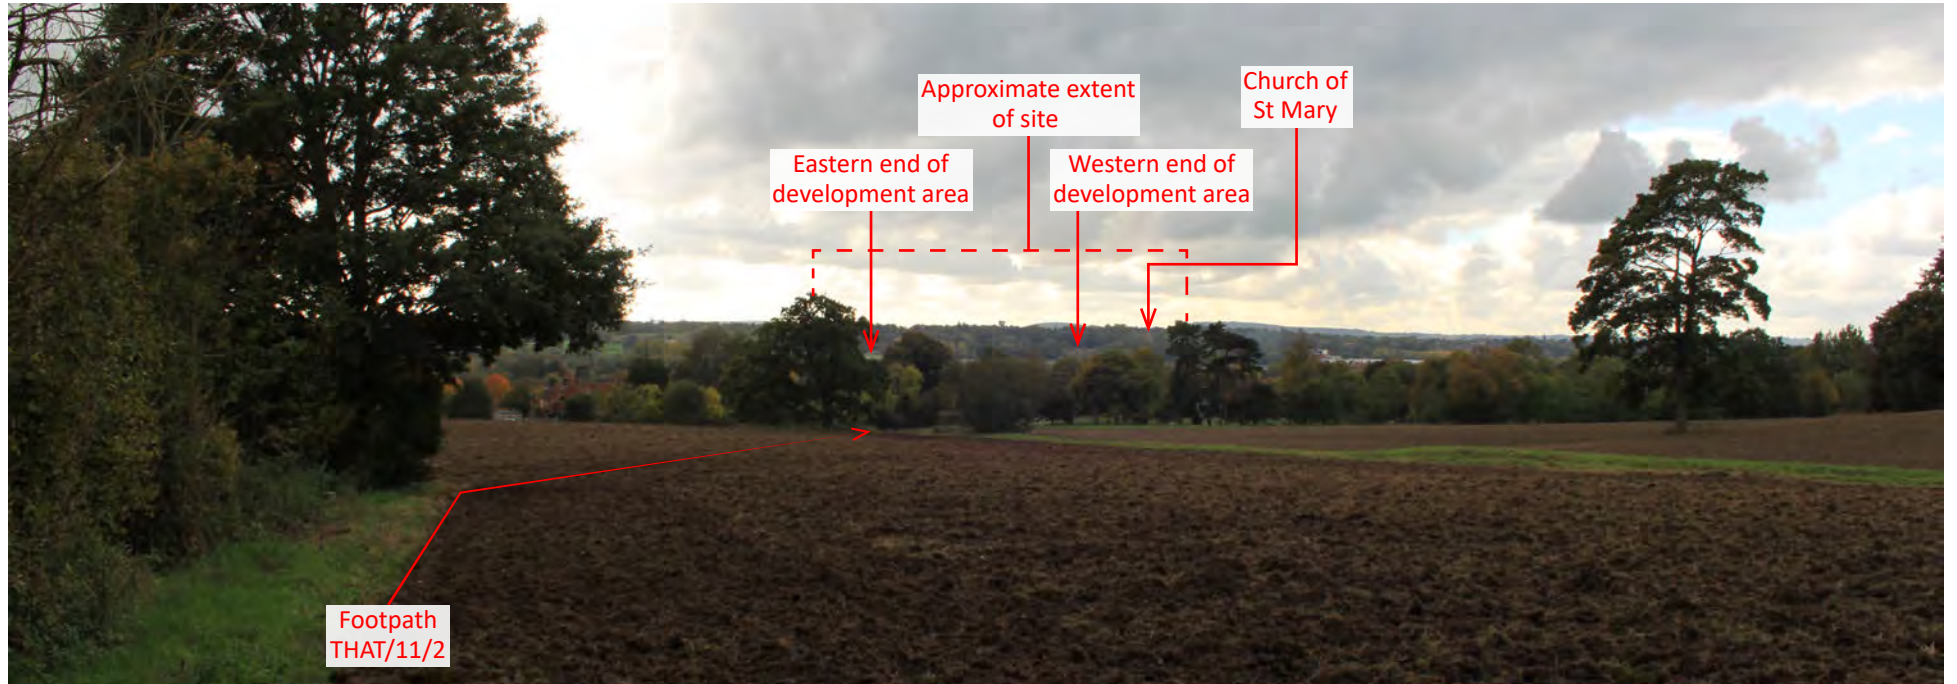 Approximate extent
of site
Church of
St Mary
Eastern end of
development area
Western end of
development area
Footpath
THAT/11/2